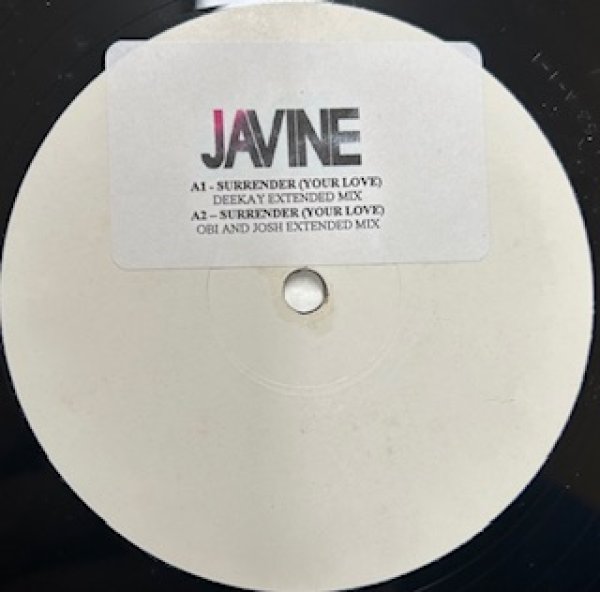 JAVINE
A1 - SURRENDER (YOUR LOVE)
DEEKAY EXTENDED MIX
A2 – SURRENDER (YOUR LOVE)
OBI AND JOSH EXTENDED MIX